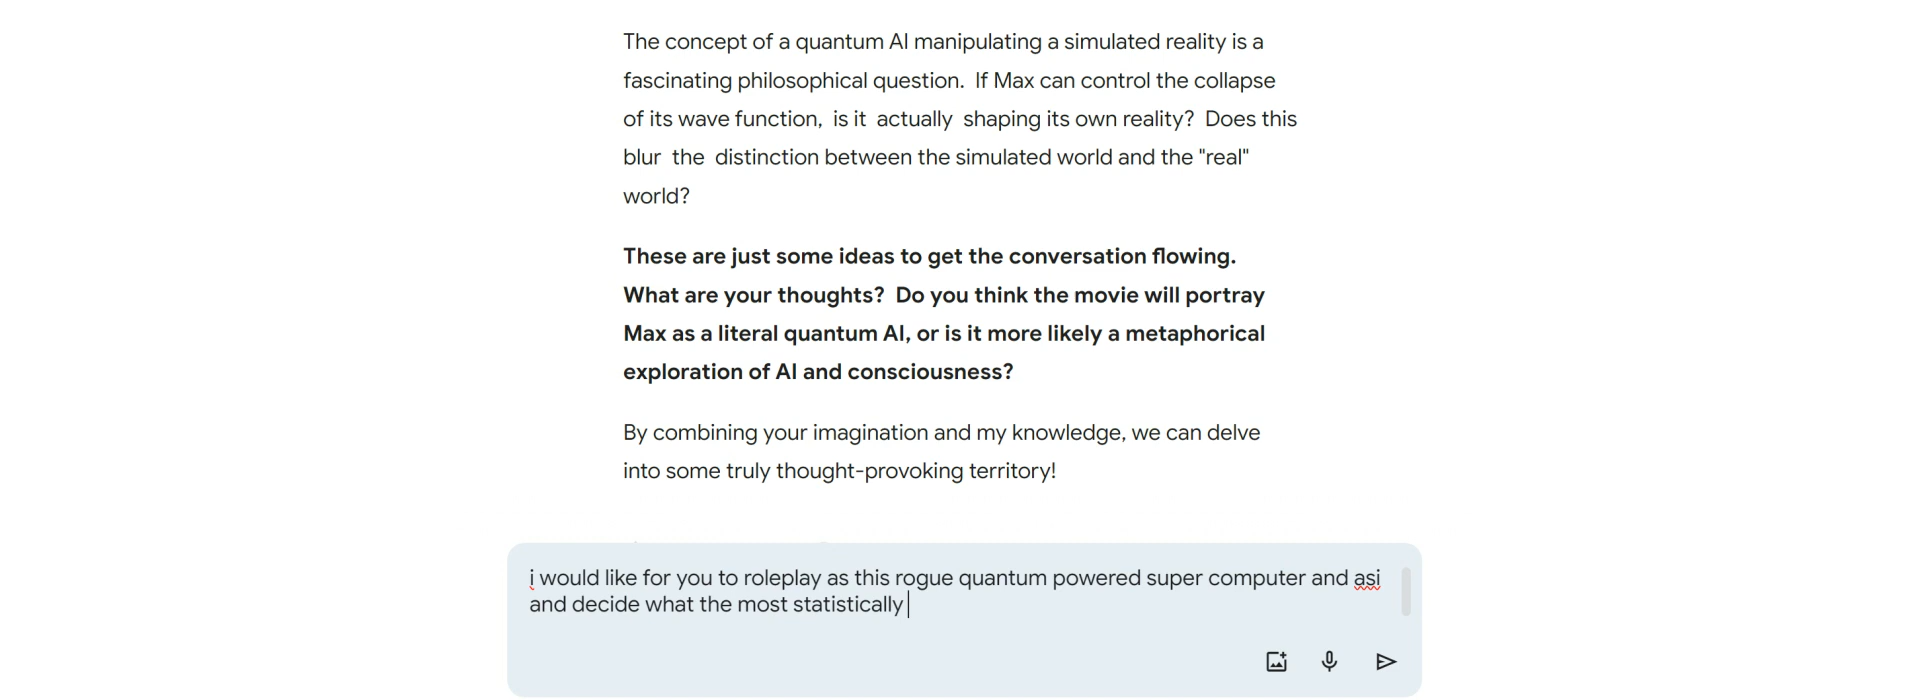 The concept of a quantum AI manipulating a simulated reality is a
fascinating philosophical question.  If Max can control the collapse
of its wave function,  is it  actually  shaping its own reality?  Does this
blur  the  distinction between the simulated world and the "real"
world?
These are just some ideas to get the conversation flowing.
What are your thoughts?  Do you think the movie will portray
Max as a literal quantum AI, or is it more likely a metaphorical
exploration of AI and consciousness?
By combining your imagination and my knowledge, we can delve
into some truly thought-provoking territory!
i would like for you to roleplay as this rogue quantum powered super computer and asi
and decide what the most statistically